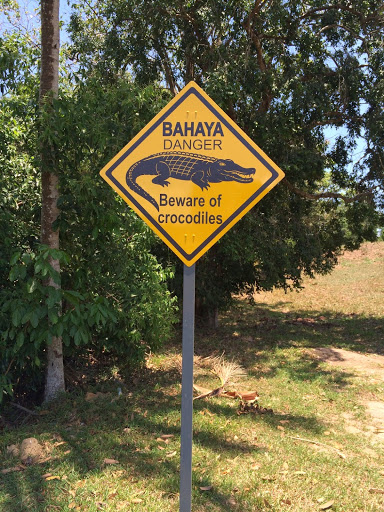 BAHAYA
DANGER
Beware of
crocodiles